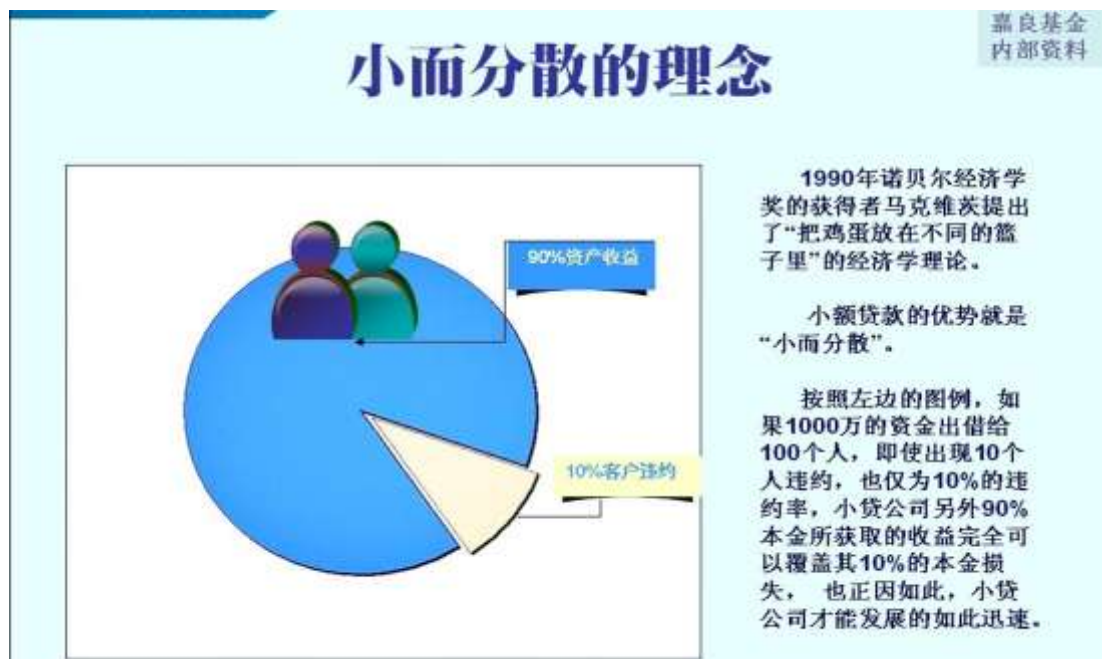 嘉良基金
内部资料
小而分散的理念
90%资产收益
10%客户违约
1990年诺贝尔经济学
奖的获得者马克维茨提出
了“把鸡蛋放在不同的篮
子里”的经济学理论。
小额贷款的优势就是
“小而分散”。
按照左边的图例，如
果1000万的资金出借给
100个人，即使出现10个
人违约，也仅为10%的违
约率，小贷公司另外90%
本金所获取的收益完全可
以覆盖其10%的本金损
失， 也正因如此，小贷
公司才能发展的如此迅速。